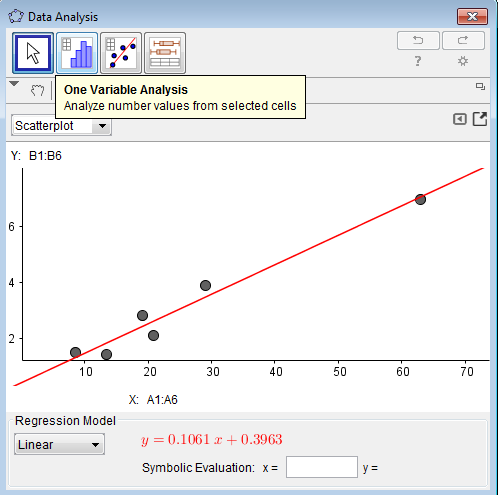 Data Analysis
?
One Variable Analysis
Analyze number values from selected cells
Scatterplot
Y: B1:B6
6
4
2
10 20 30 40 50 60 70
X: A1:A6
Regression Model
Linear
y = 0.1061 x + 0.3963
Symbolic Evaluation: x = y =